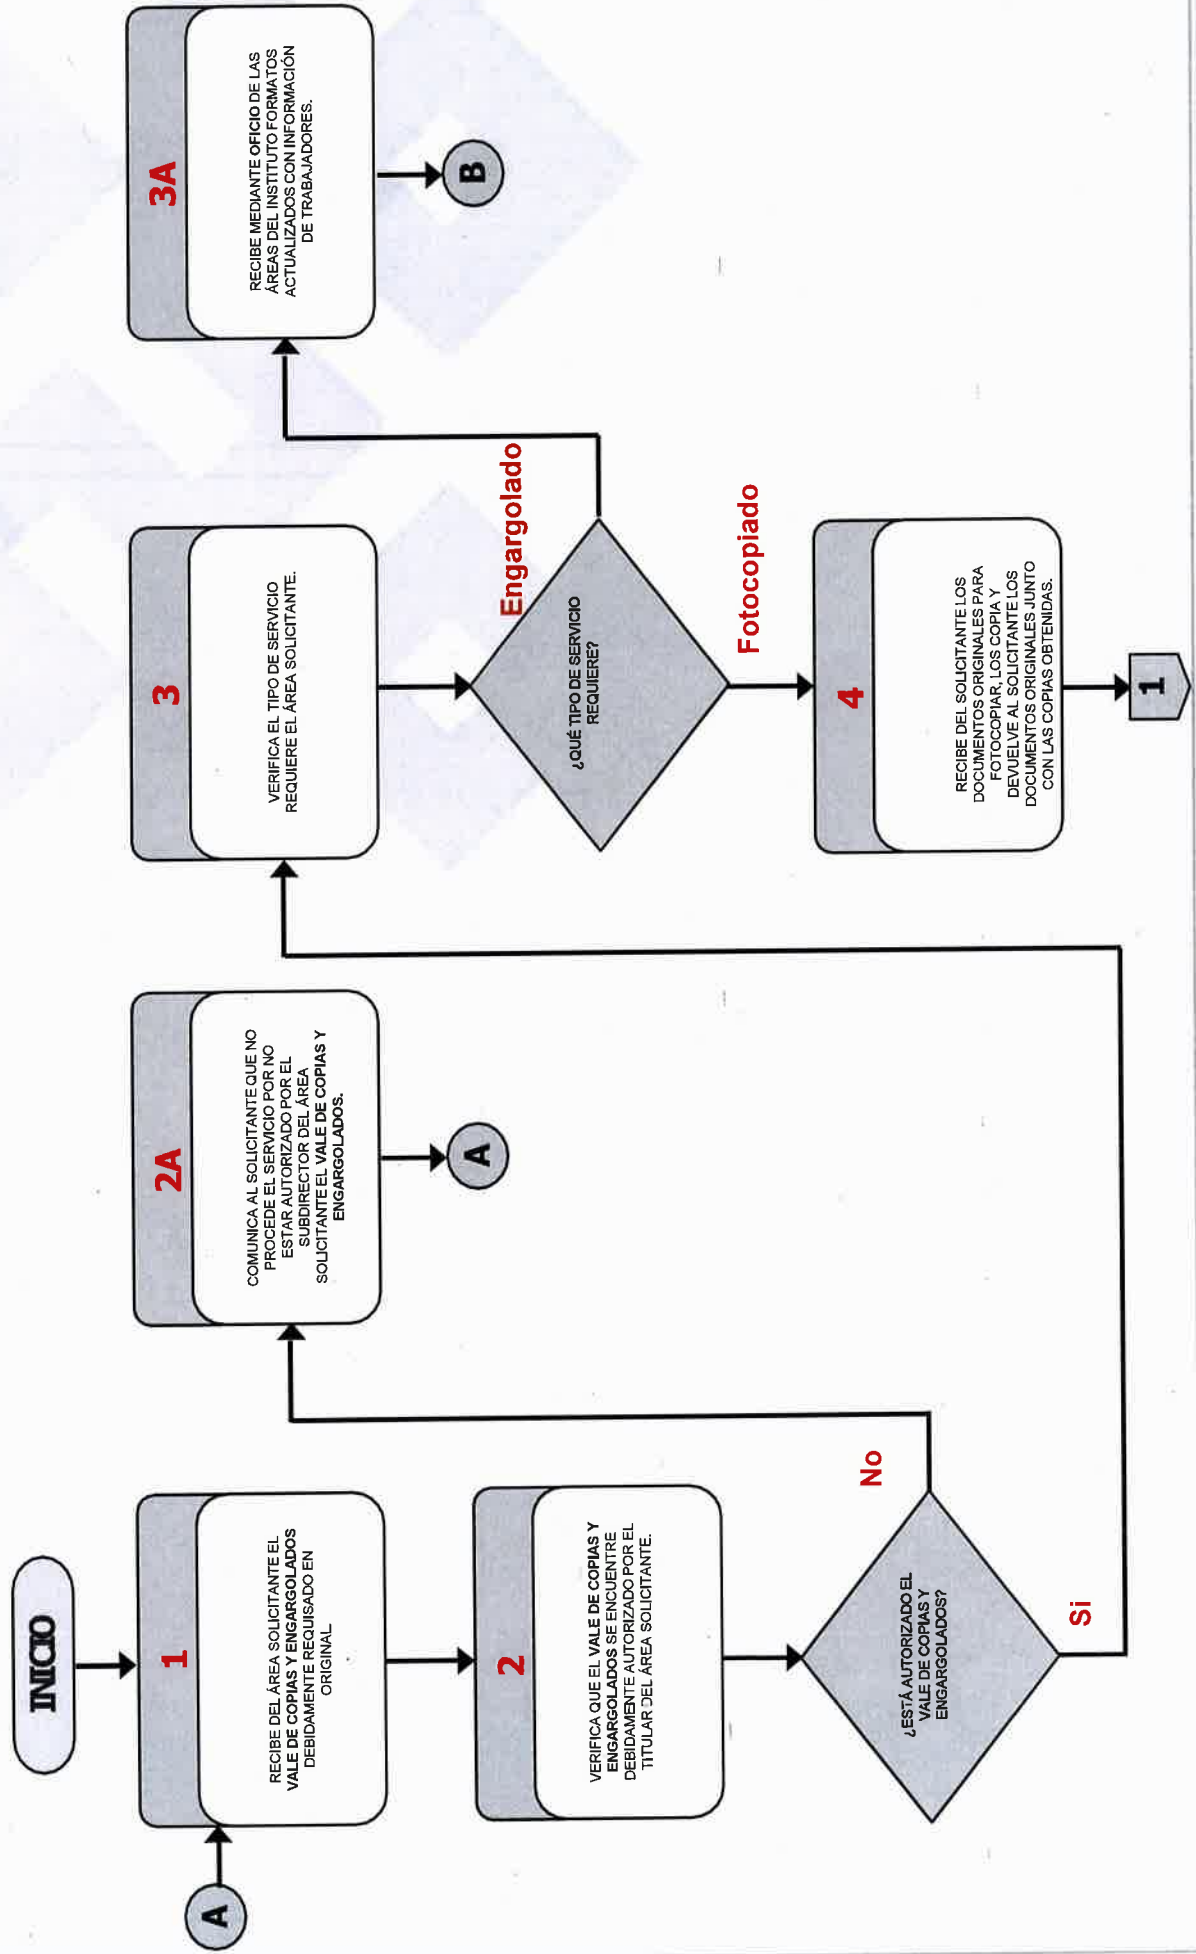 INICIO
A
1
RECIBE DEL ÁREA SOLICITANTE EL
VALE DE COPIAS Y ENGARGOLADOS
DEBIDAMENTE REQUISADO EN
ORIGINAL
2
VERIFICA QUE EL VALE DE COPIAS Y
ENGARGOLADOS SE ENCUENTRE
DEBIDAMENTE AUTORIZADO POR EL
TITULAR DEL ÁREA SOLICITANTE.
¿ESTÁ AUTORIZADO EL
VALE DE COPIAS Y
ENGARGOLADOS?
No
Si
2A
COMUNICA AL SOLICITANTE QUE NO
PROCEDE EL SERVICIO POR NO
ESTAR AUTORIZADO POR EL
SUBDIRECTOR DEL ÁREA
SOLICITANTE EL VALE DE COPIAS Y
ENGARGOLADOS.
A
3
VERIFICA EL TIPO DE SERVICIO
REQUIERE EL ÁREA SOLICITANTE.
¿QUÉ TIPO DE SERVICIO
REQUIERE?
Engargolado
Fotocopiado
4
RECIBE DEL SOLICITANTE LOS
DOCUMENTOS ORIGINALES PARA
FOTOCOPIAR, LOS COPIA Y
DEVUELVE AL SOLICITANTE LOS
DOCUMENTOS ORIGINALES JUNTO
CON LAS COPIAS OBTENIDAS.
1
3A
RECIBE MEDIANTE OFICIO DE LAS
ÁREAS DEL INSTITUTO FORMATOS
ACTUALIZADOS CON INFORMACIÓN
DE TRABAJADORES.
B